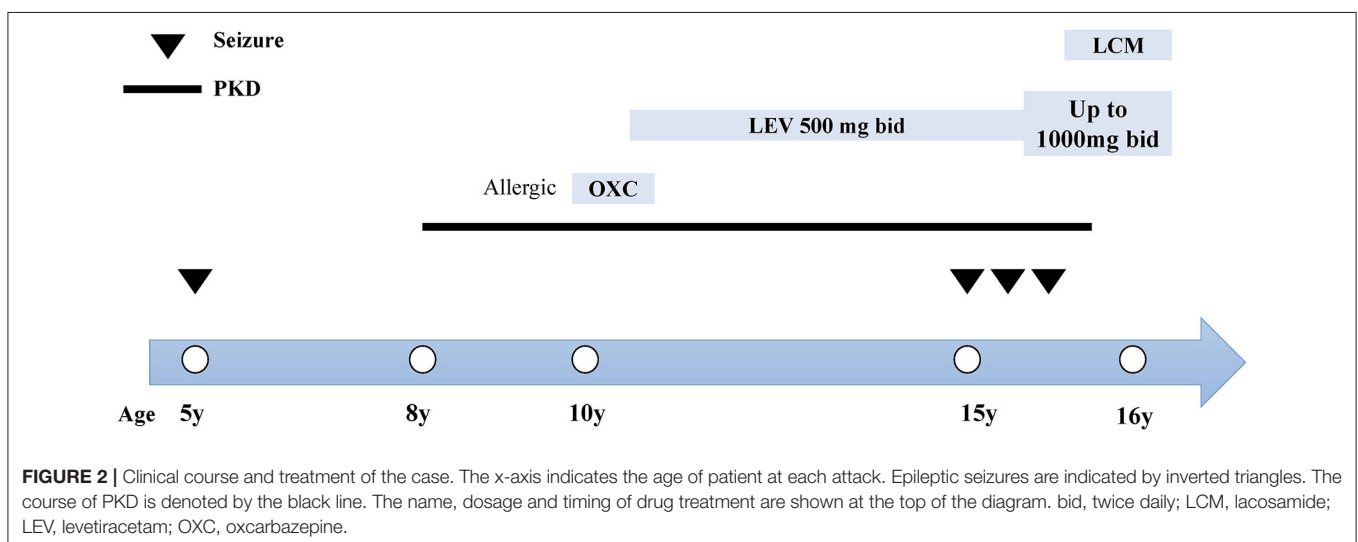 Seizure
PKD
LCM
LEV 500 mg bid
Up to
1000mg bid
Allergic
OXC
Age
5y
8y
10y
15y
16y
FIGURE 2 | Clinical course and treatment of the case. The x-axis indicates the age of patient at each attack. Epileptic seizures are indicated by inverted triangles. The
course of PKD is denoted by the black line. The name, dosage and timing of drug treatment are shown at the top of the diagram. bid, twice daily; LCM, lacosamide;
LEV, levetiracetam; OXC, oxcarbazepine.